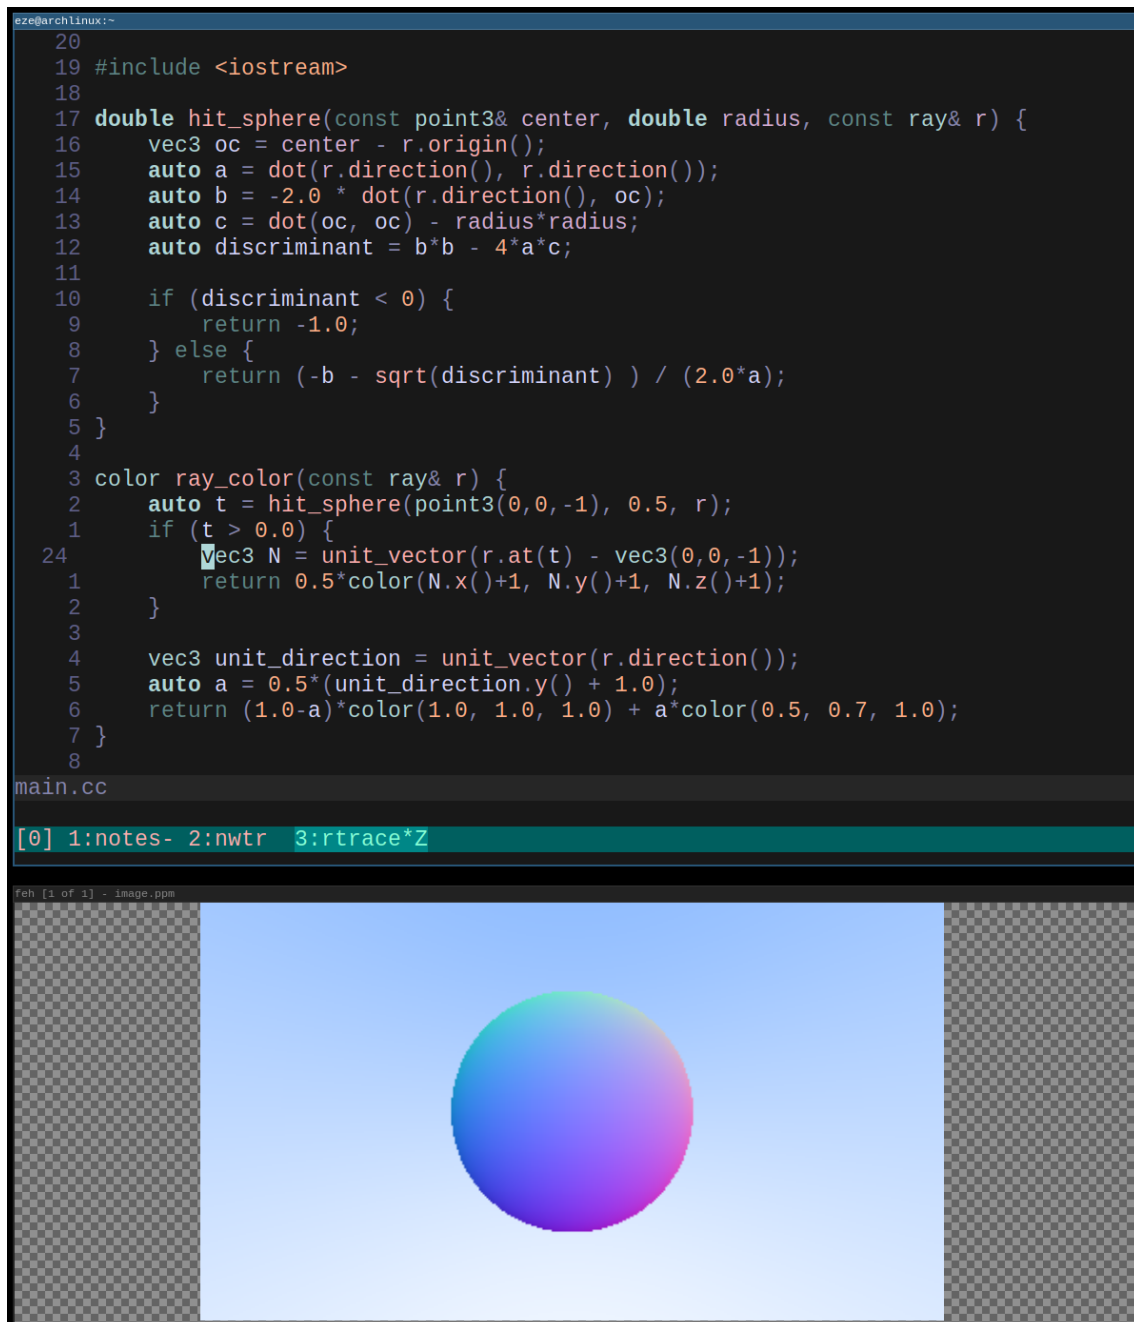 eze@archlinux:~
20
19 #include <iostream>
18
17 double hit_sphere(const point3& center, double radius, const ray& r) {
16     vec3 oc = center - r.origin();
15     auto a = dot(r.direction(), r.direction());
14     auto b = -2.0 * dot(r.direction(), oc);
13     auto c = dot(oc, oc) - radius*radius;
12     auto discriminant = b*b - 4*a*c;
11
10     if (discriminant < 0) {
9         return -1.0;
8     } else {
7         return (-b - sqrt(discriminant) ) / (2.0*a);
6     }
5 }
4
3 color ray_color(const ray& r) {
2     auto t = hit_sphere(point3(0,0,-1), 0.5, r);
1     if (t > 0.0) {
24         vec3 N = unit_vector(r.at(t) - vec3(0,0,-1));
1         return 0.5*color(N.x()+1, N.y()+1, N.z()+1);
2     }
3
4     vec3 unit_direction = unit_vector(r.direction());
5     auto a = 0.5*(unit_direction.y() + 1.0);
6     return (1.0-a)*color(1.0, 1.0, 1.0) + a*color(0.5, 0.7, 1.0);
7 }
8
main.cc
[0] 1:notes- 2:nwtr  3:rtrace*Z
feh [1 of 1] - image.ppm